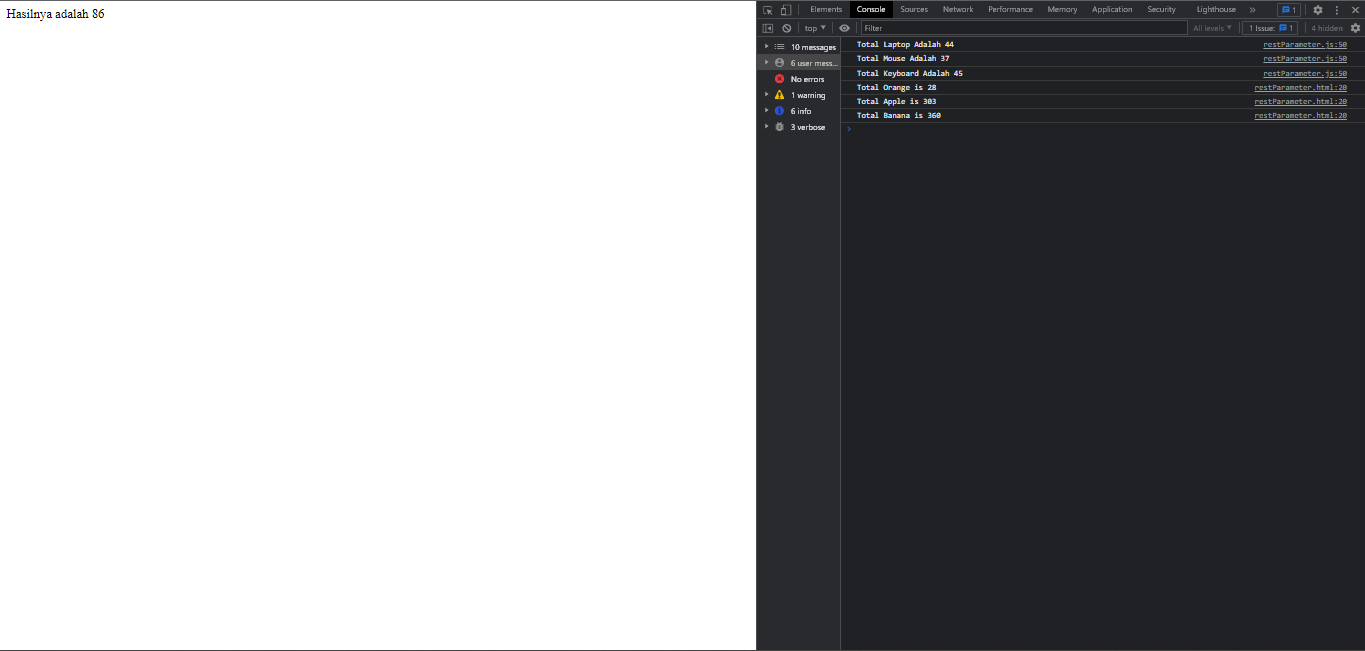 Hasilnya adalah 86
Elements Console Sources Network Performance Memory Application Security Lighthouse » 1
top ▼ Filter All levels ▼ 1 Issue: 1 4 hidden
10 messages
6 user mess...
No errors
1 warning
6 info
3 verbose
Total Laptop Adalah 44 restParameter.js:50
Total Mouse Adalah 37 restParameter.js:50
Total Keyboard Adalah 45 restParameter.js:50
Total Orange is 28 restParameter.html:20
Total Apple is 303 restParameter.html:20
Total Banana is 360 restParameter.html:20